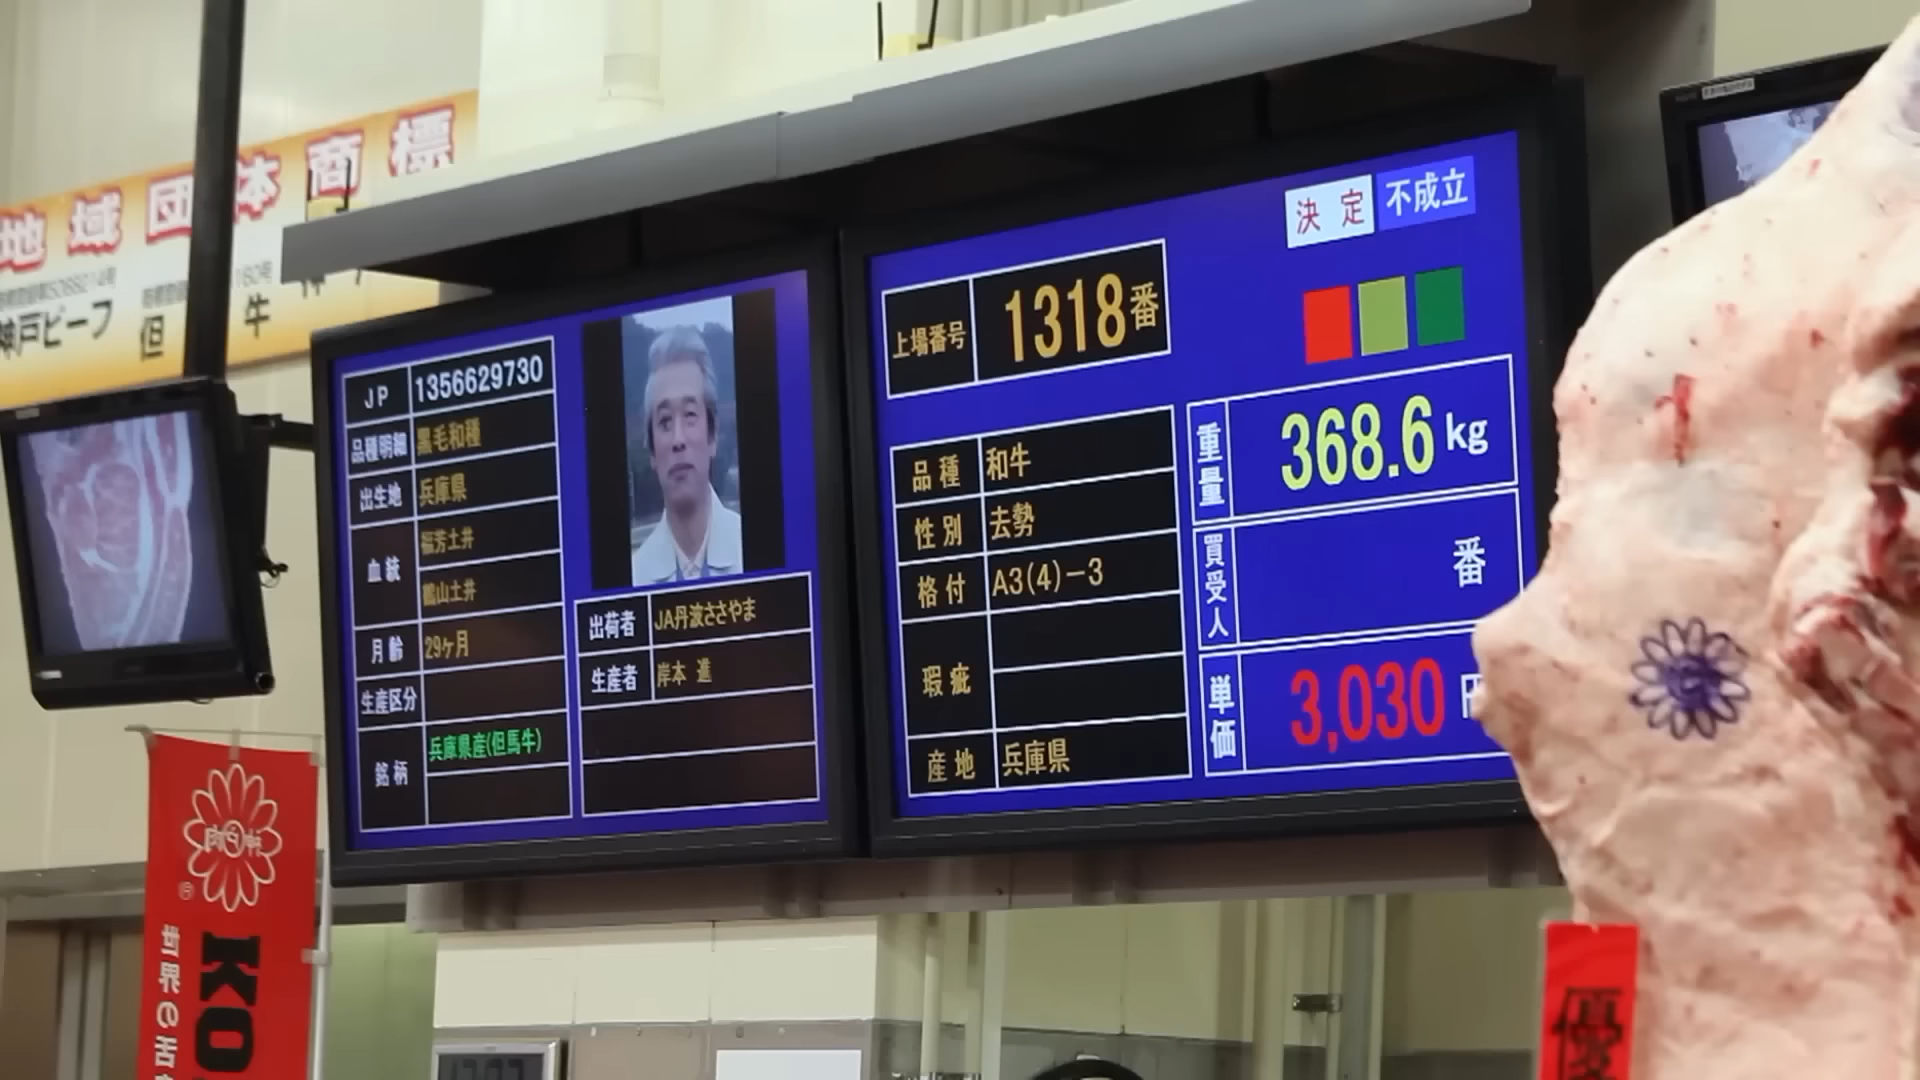 地域団体商標
神戸ビーフ
但 牛
JP 1356629730
品種明細 黒毛和種
出生地 兵庫県
血統 福芳土井
鶴山土井
月齢 29ヶ月
生産区分
銘柄 兵庫県産(但馬牛)
出荷者 JA丹波ささやま
生産者 岸本 進
決定 不成立
上場番号 1318番
品種 和牛
性別 去勢
格付 A3(4)-3
瑕疵
産地 兵庫県
重量 368.6 kg
買受人 番
単価 3,030 円
世界の舌
KO
優